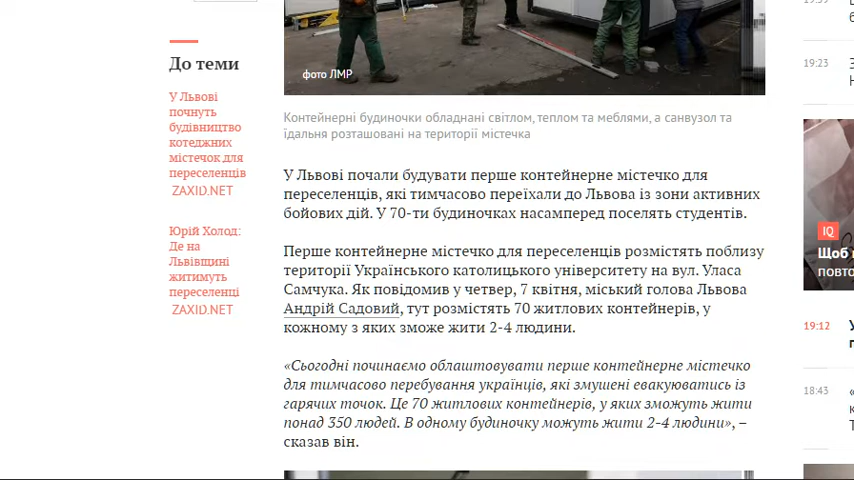 19:23
фото ЛМР
До теми
У Львові
почнуть
будівництво
котеджних
містечок для
переселенців
ZAXID.NET
Юрій Холод:
Де на
Львівщині
житимуть
переселенці
ZAXID.NET
Контейнерні будиночки обладнані світлом, теплом та меблями, а санвузол та
їдальня розташовані на території містечка
У Львові почали будувати перше контейнерне містечко для
переселенців, які тимчасово переїхали до Львова із зони активних
бойових дій. У 70-ти будиночках насамперед поселять студентів.
Перше контейнерне містечко для переселенців розмістять поблизу
території Українського католицького університету на вул. Уласа
Самчука. Як повідомив у четвер, 7 квітня, міський голова Львова
Андрій Садовий, тут розмістять 70 житлових контейнерів, у
кожному з яких зможе жити 2-4 людини.
«Сьогодні починаємо облаштовувати перше контейнерне містечко
для тимчасово перебування українців, які змушені евакуюватись із
гарячих точок. Це 70 житлових контейнерів, у яких зможуть жити
понад 350 людей. В одному будиночку можуть жити 2-4 людини», –
сказав він.
IQ
Щоб
повто
19:12
18:43